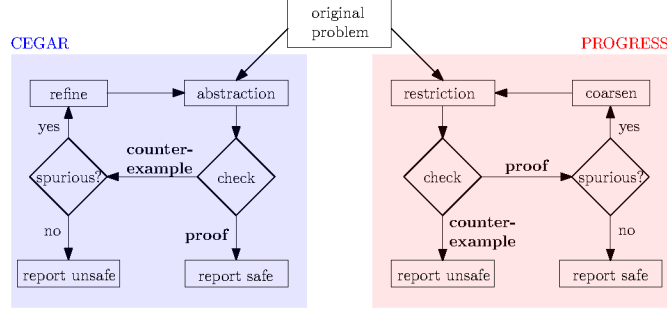 original
problem
CEGAR
PROGRESS
refine
abstraction
restriction
coarsen
yes
counter-
example
proof
yes
spurious?
check
check
spurious?
no
proof
counter-
example
no
report unsafe
report safe
report unsafe
report safe